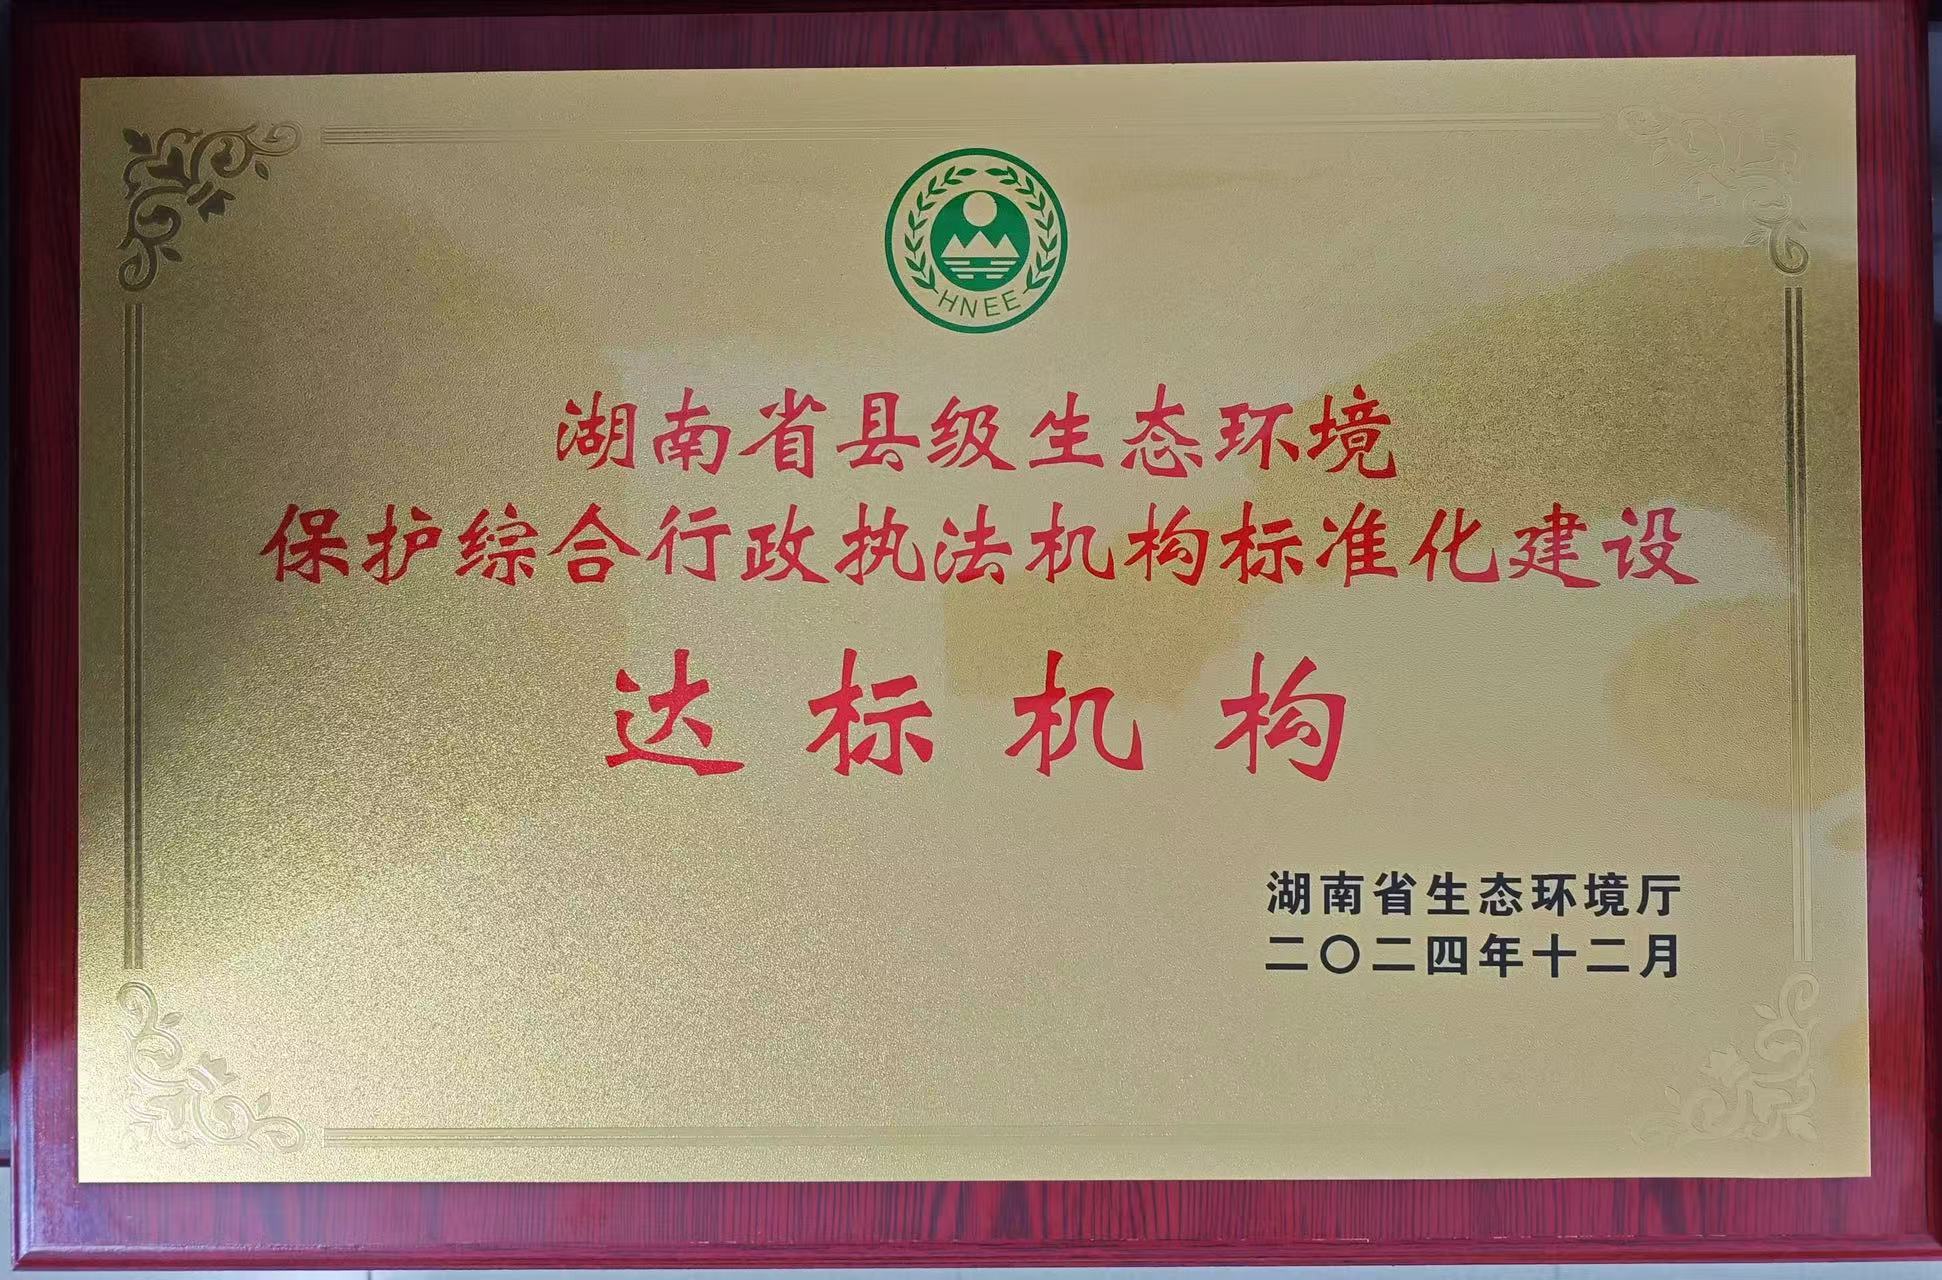 HNEE
湖南省县级生态环境
保护综合行政执法机构标准化建设
达标机构
湖南省生态环境厅
二〇二四年十二月